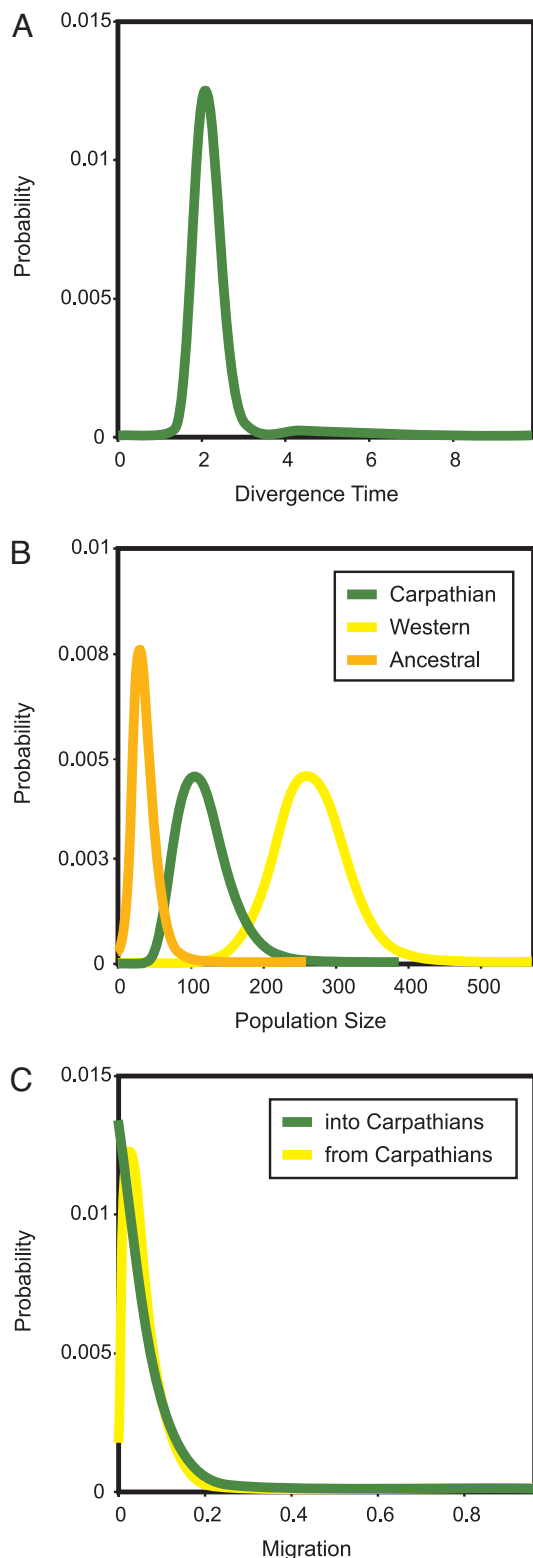 A
0.015
0.01
0.005
0
Probability
0 2 4 6 8
Divergence Time
B
0.01
0.008
0.005
0.003
0
Probability
Carpathian
Western
Ancestral
0 100 200 300 400 500
Population Size
C
0.015
0.01
0.005
0
Probability
into Carpathians
from Carpathians
0 0.2 0.4 0.6 0.8
Migration